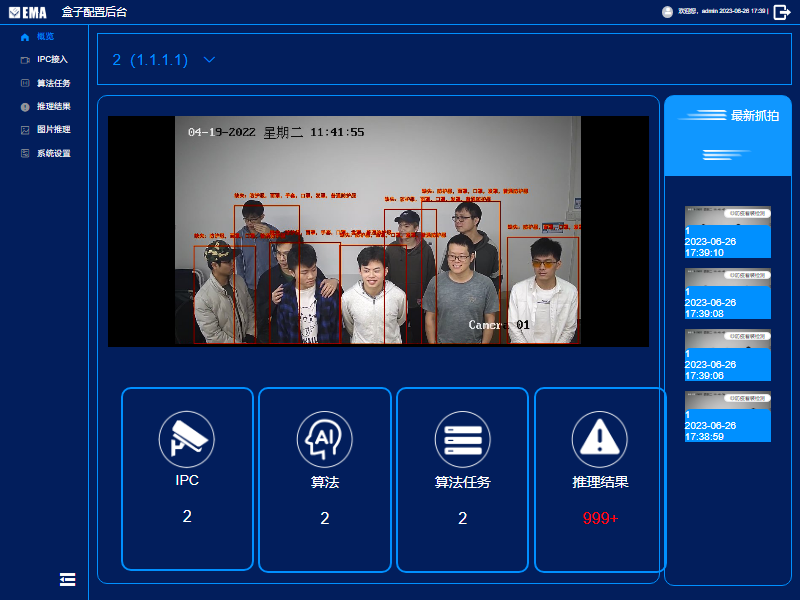 EMA 盒子配置后台
欢迎您, admin 2023-06-26 17:39 |
概览
IPC接入
算法任务
推理结果
图片推理
系统设置
2 (1.1.1.1)
04-19-2022 星期二 11:41:55
01
IPC
2
算法
2
算法任务
2
推理结果
999+
最新抓拍
1
2023-06-26
17:39:10
1
2023-06-26
17:39:08
1
2023-06-26
17:39:06
1
2023-06-26
17:38:59